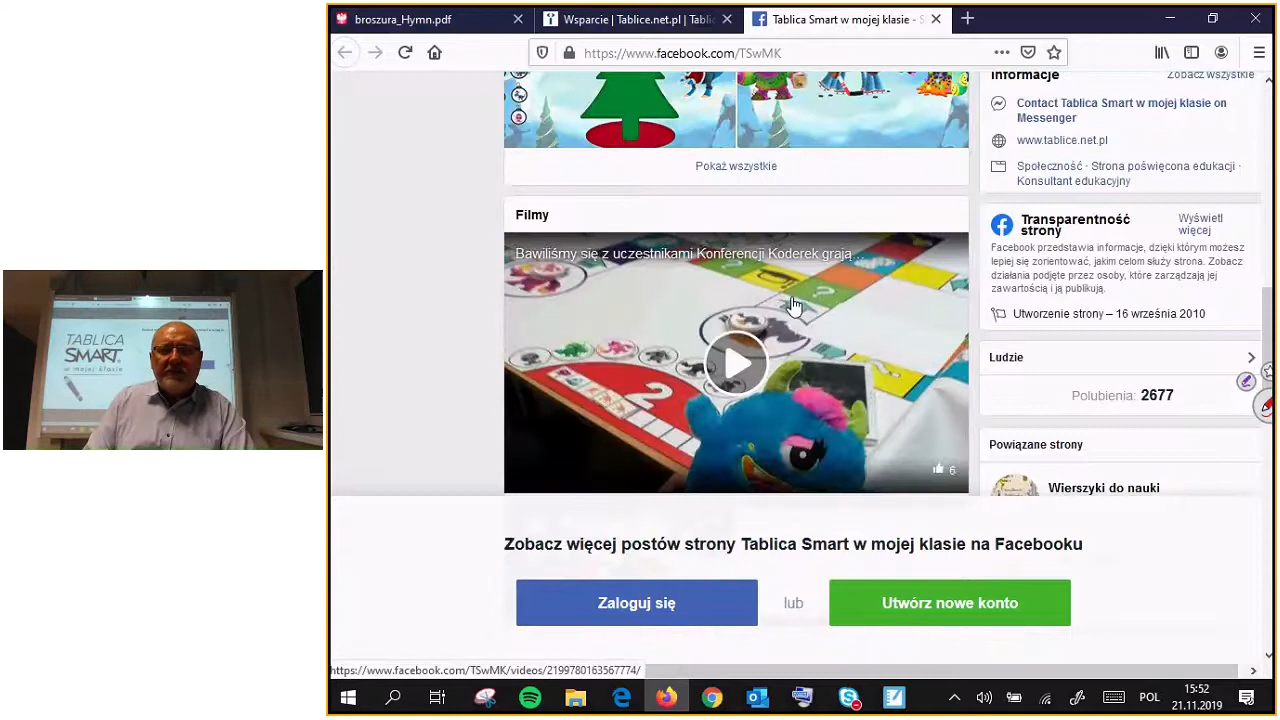 broszura_Hymn.pdf
Wsparcie | Tablice.net.pl | Tablic
Tablica Smart w mojej klasie - S
https://www.facebook.com/TSwMK
Informacje
Zobacz wszystkie
Contact Tablica Smart w mojej klasie on
Messenger
www.tablice.net.pl
Pokaż wszystkie
Społeczność · Strona poświęcona edukacji ·
Konsultant edukacyjny
Filmy
Transparentność
strony
Wyświetl
więcej
Bawiliśmy się z uczestnikami Konferencji Koderek grają...
Facebook przedstawia informacje, dzięki którym możesz
lepiej się zorientować, jakim celom służy strona. Zobacz
działania podjęte przez osoby, które zarządzają jej
zawartością i ją publikują.
?
Utworzenie strony – 16 września 2010
TABLICA
SMART
w mojej klasie
Ludzie
Polubienia: 2677
2
Powiązane strony
6
Wierszyki do nauki
Zobacz więcej postów strony Tablica Smart w mojej klasie na Facebooku
Zaloguj się
lub
Utwórz nowe konto
https://www.facebook.com/TSwMK/videos/2199780163567774/
POL
15:52
21.11.2019